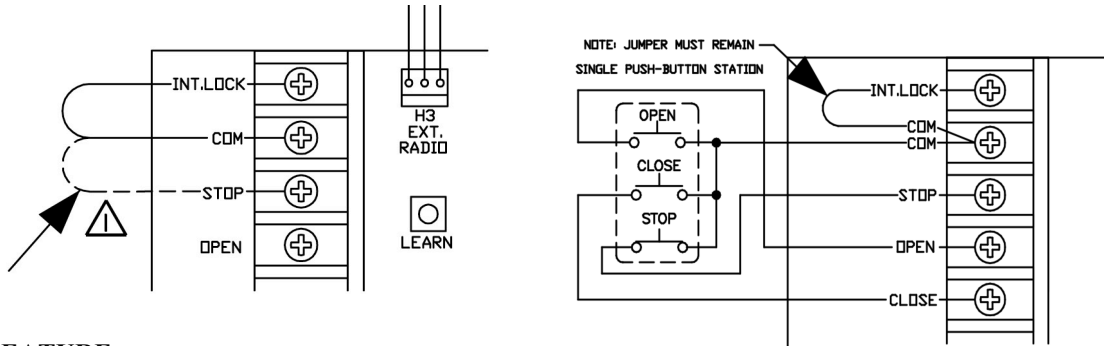 INT.LOCK
COM
STOP
OPEN
H3
EXT.
RADIO
LEARN
NOTE: JUMPER MUST REMAIN
SINGLE PUSH-BUTTON STATION
OPEN
CLOSE
STOP
INT.LOCK
COM
COM
STOP
OPEN
CLOSE